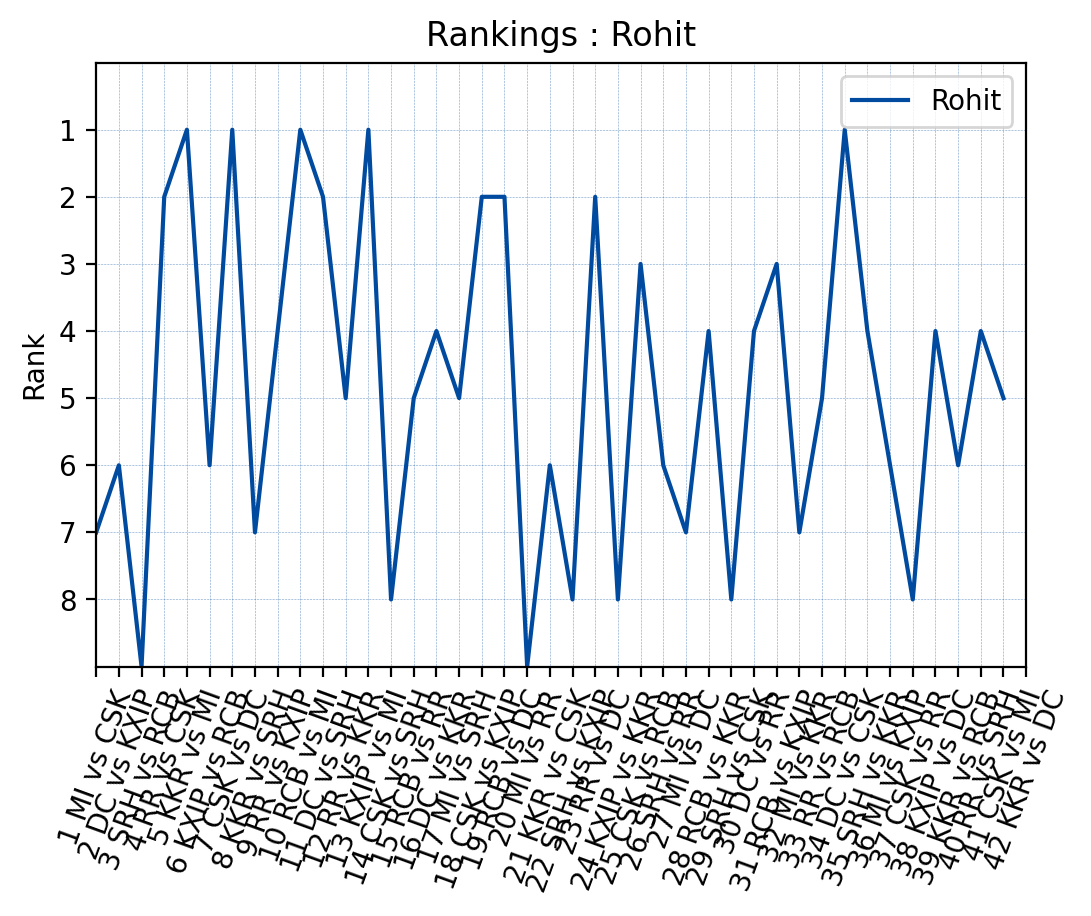 Rankings : Rohit
Rohit
Rank
1
2
3
4
5
6
7
8
1 MI vs CSK
2 DC vs KXIP
3 SRH vs RCB
4 RR vs CSK
5 KKR vs MI
6 KXIP vs RCB
7 CSK vs DC
8 KKR vs SRH
9 RR vs KXIP
10 RCB vs MI
11 DC vs SRH
12 RR vs KKR
13 KXIP vs MI
14 CSK vs SRH
15 RCB vs RR
16 DC vs KKR
17 MI vs SRH
18 CSK vs KXIP
19 RCB vs DC
20 MI vs RR
21 KKR vs CSK
22 SRH vs KXIP
23 RR vs DC
24 KXIP vs KKR
25 CSK vs RCB
26 SRH vs RR
27 MI vs DC
28 RCB vs KKR
29 SRH vs CSK
30 DC vs RR
31 RCB vs KXIP
32 MI vs KKR
33 RR vs RCB
34 DC vs CSK
35 SRH vs KKR
36 MI vs KXIP
37 CSK vs RR
38 KXIP vs DC
39 KKR vs RCB
40 RR vs SRH
41 CSK vs MI
42 KKR vs DC